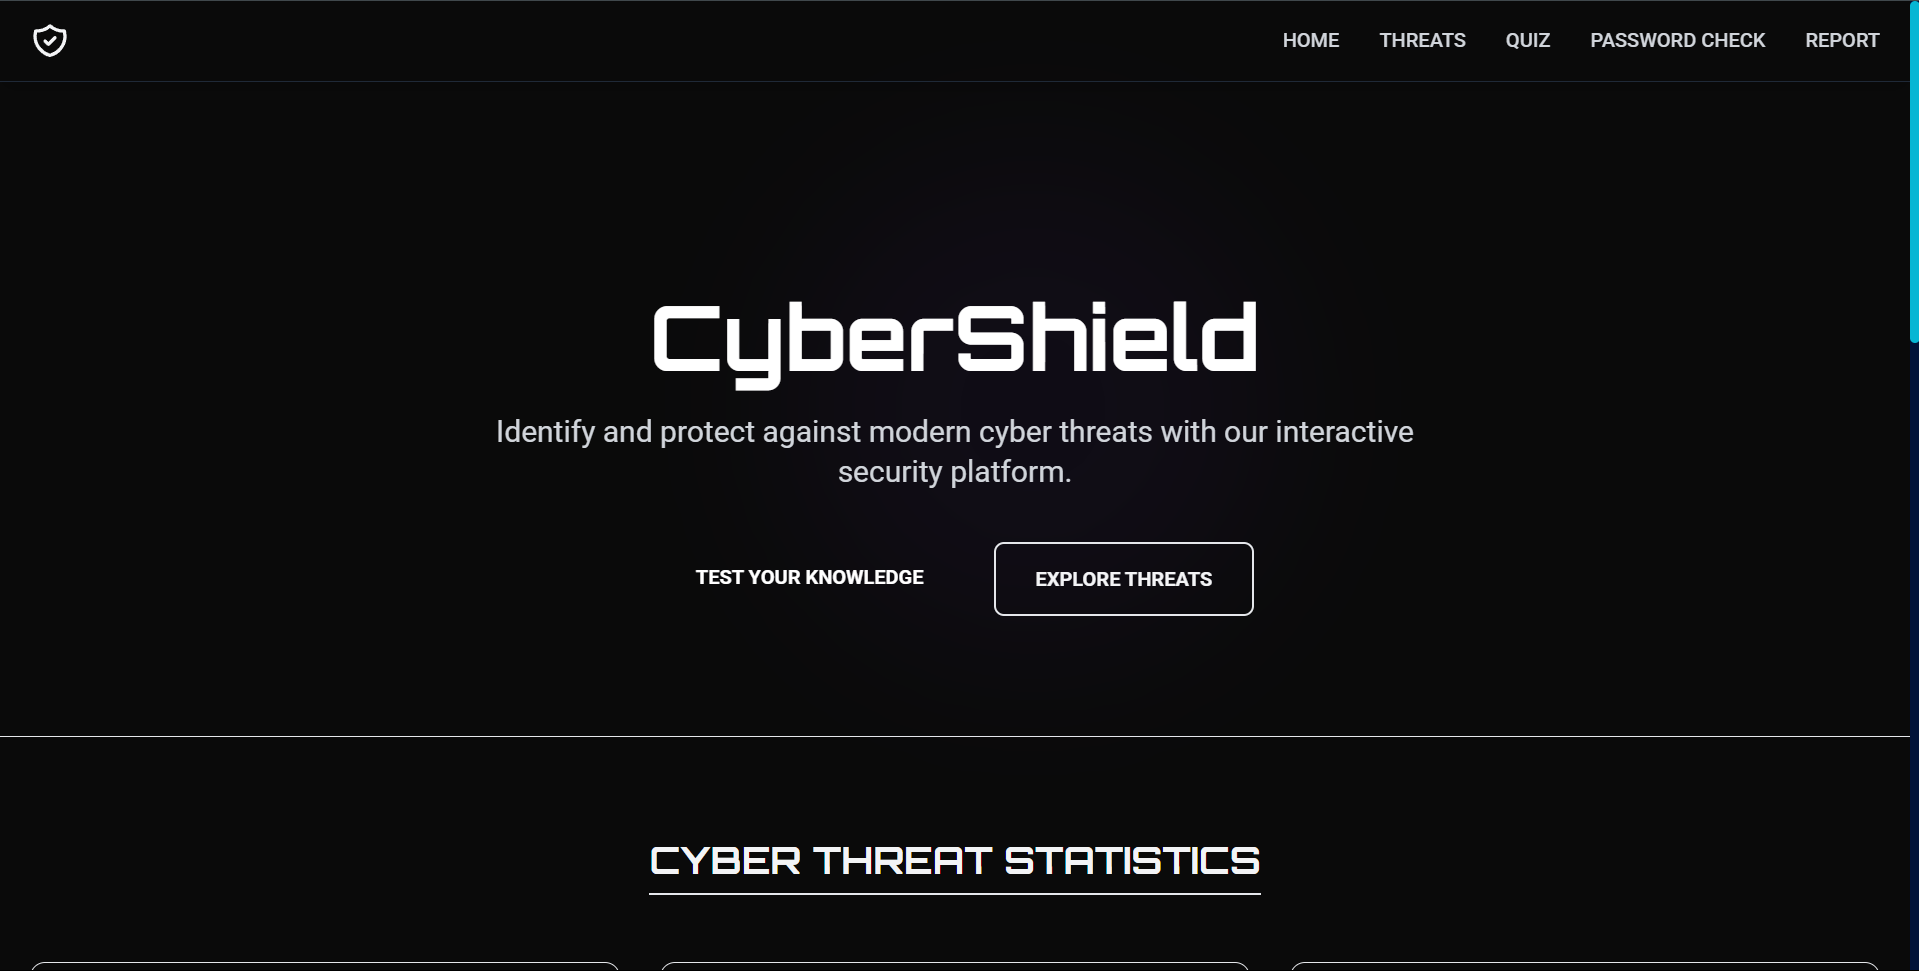 HOME
THREATS
QUIZ
PASSWORD CHECK
REPORT
CyberShield
Identify and protect against modern cyber threats with our interactive
security platform.
TEST YOUR KNOWLEDGE
EXPLORE THREATS
CYBER THREAT STATISTICS